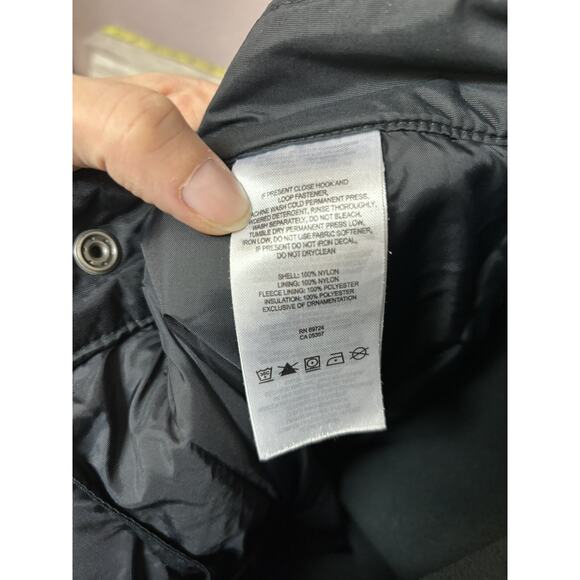 IF PRESENT CLOSE HOOK AND
LOOP FASTENER,
MACHINE WASH COLD PERMANENT PRESS,
POWDERED DETERGENT, RINSE THOROUGHLY,
WASH SEPARATELY, DO NOT BLEACH,
TUMBLE DRY PERMANENT PRESS LOW,
IRON LOW, DO NOT USE FABRIC SOFTENER,
IF PRESENT DO NOT IRON DECAL,
DO NOT DRYCLEAN
SHELL: 100% NYLON
LINING: 100% NYLON
FLEECE LINING: 100% POLYESTER
INSULATION: 100% POLYESTER
EXCLUSIVE OF ORNAMENTATION
RN 89724
CA 05367